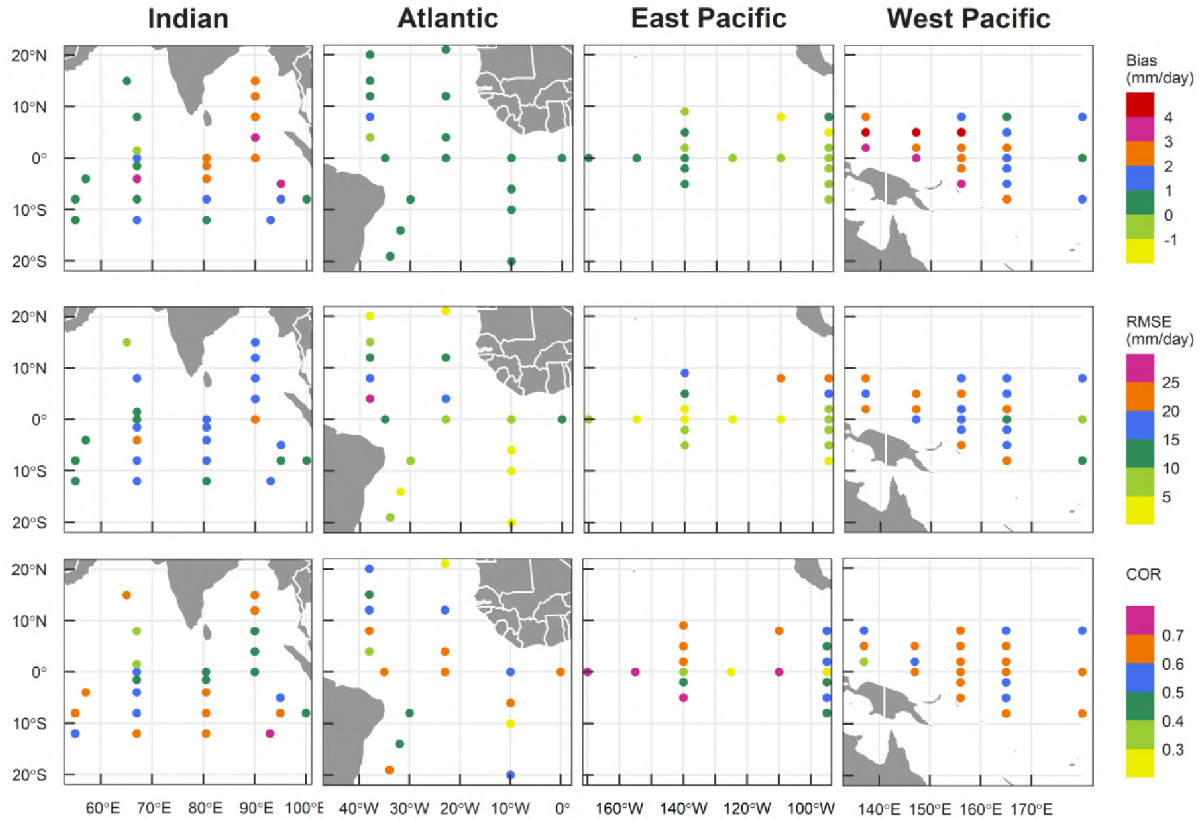 Indian Atlantic East Pacific West Pacific
20°N
10°N
0°
10°S
20°S
Bias
(mm/day)
4
3
2
1
0
-1
20°N
10°N
0°
10°S
20°S
RMSE
(mm/day)
25
20
15
10
5
20°N
10°N
0°
10°S
20°S
COR
0.7
0.6
0.5
0.4
0.3
60°E 70°E 80°E 90°E 100°E 40°W 30°W 20°W 10°W 0° 160°W 140°W 120°W 100°W 140°E 150°E 160°E 170°E